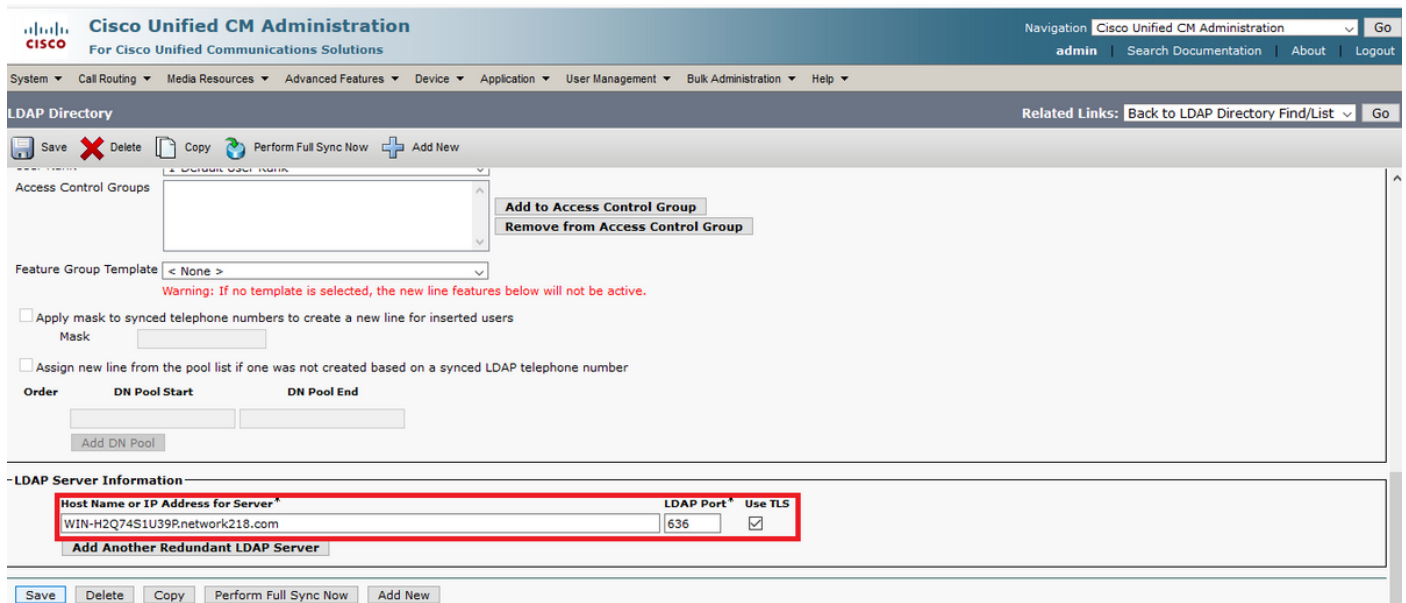 Cisco Unified CM Administration
For Cisco Unified Communications Solutions
CISCO
Navigation Cisco Unified CM Administration Go
admin | Search Documentation | About | Logout
System Call Routing Media Resources Advanced Features Device Application User Management Bulk Administration Help
LDAP Directory
Related Links: Back to LDAP Directory Find/List Go
Save Delete Copy Perform Full Sync Now Add New
1-Default User Rank
Access Control Groups
Add to Access Control Group
Remove from Access Control Group
Feature Group Template < None >
Warning: If no template is selected, the new line features below will not be active.
Apply mask to synced telephone numbers to create a new line for inserted users
Mask
Assign new line from the pool list if one was not created based on a synced LDAP telephone number
Order DN Pool Start DN Pool End
Add DN Pool
LDAP Server Information
Host Name or IP Address for Server* LDAP Port* Use TLS
WIN-H2Q74S1U39P.network218.com 636
Add Another Redundant LDAP Server
Save Delete Copy Perform Full Sync Now Add New